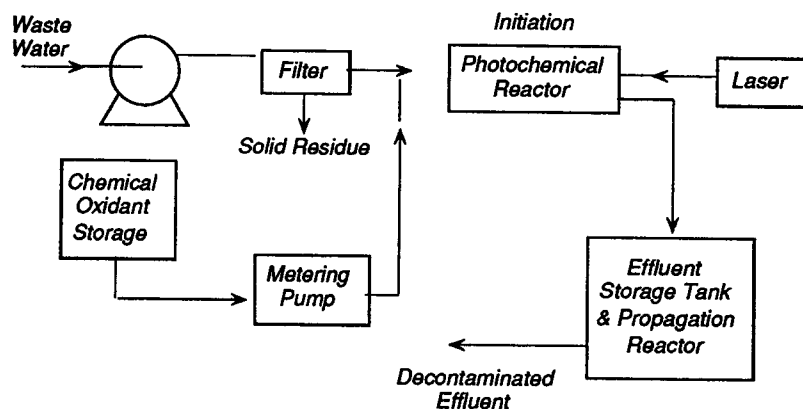 Waste
Water
Filter
Solid Residue
Initiation
Photochemical
Reactor
Laser
Chemical
Oxidant
Storage
Metering
Pump
Effluent
Storage Tank
& Propagation
Reactor
Decontaminated
Effluent